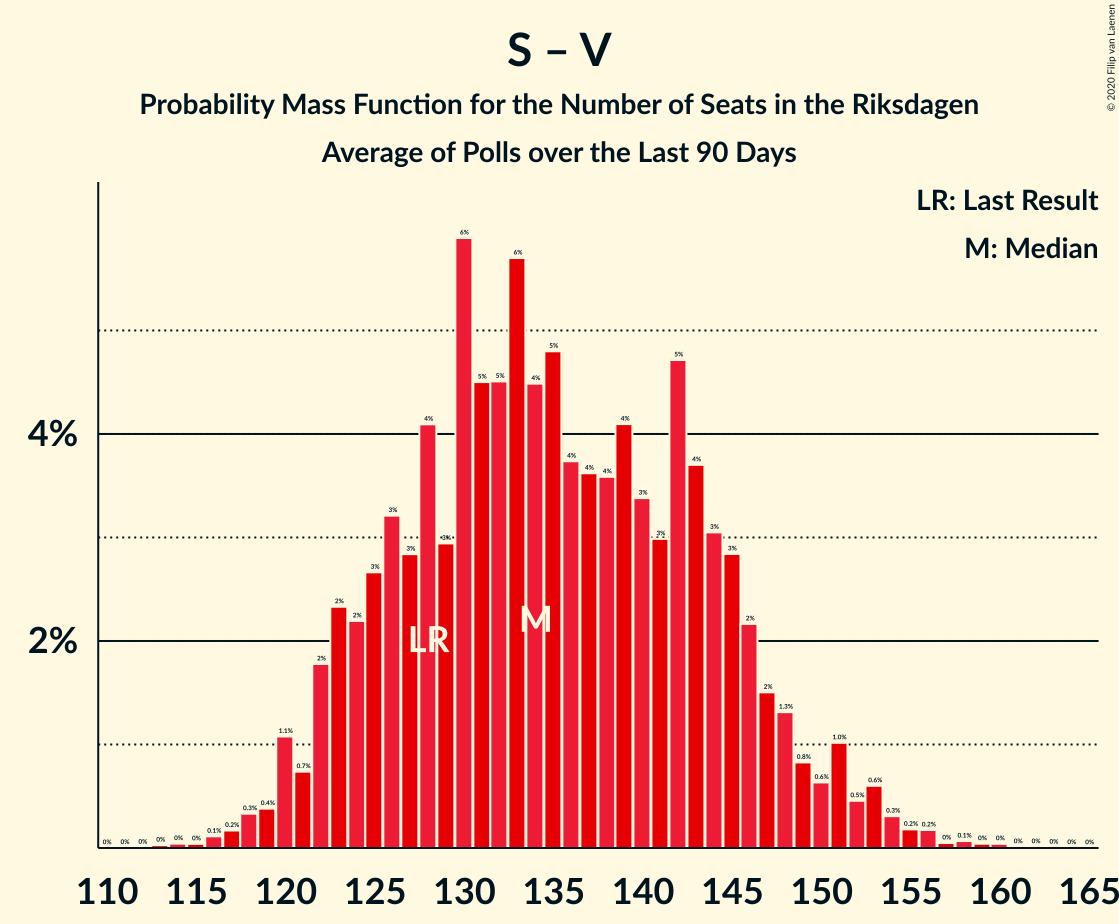 © 2020 Filip van Laenen
S – V
Probability Mass Function for the Number of Seats in the Riksdagen
Average of Polls over the Last 90 Days
LR: Last Result
M: Median
6%
6%
5% 5% 4% 5% 5%
4%
4% 4% 4% 4% 4% 3% 3% 4% 3% 3%
3% 3% 3% 3%
2% 2% 2% 2%
LR M
2%
2% 1.3%
1.1% 0.7% 0.8% 0.6% 1.0% 0.5% 0.6%
0% 0% 0% 0% 0% 0% 0.1% 0.2% 0.3% 0.4% 0.3% 0.2% 0.2% 0% 0.1% 0% 0% 0% 0% 0% 0% 0%
110 115 120 125 130 135 140 145 150 155 160 165